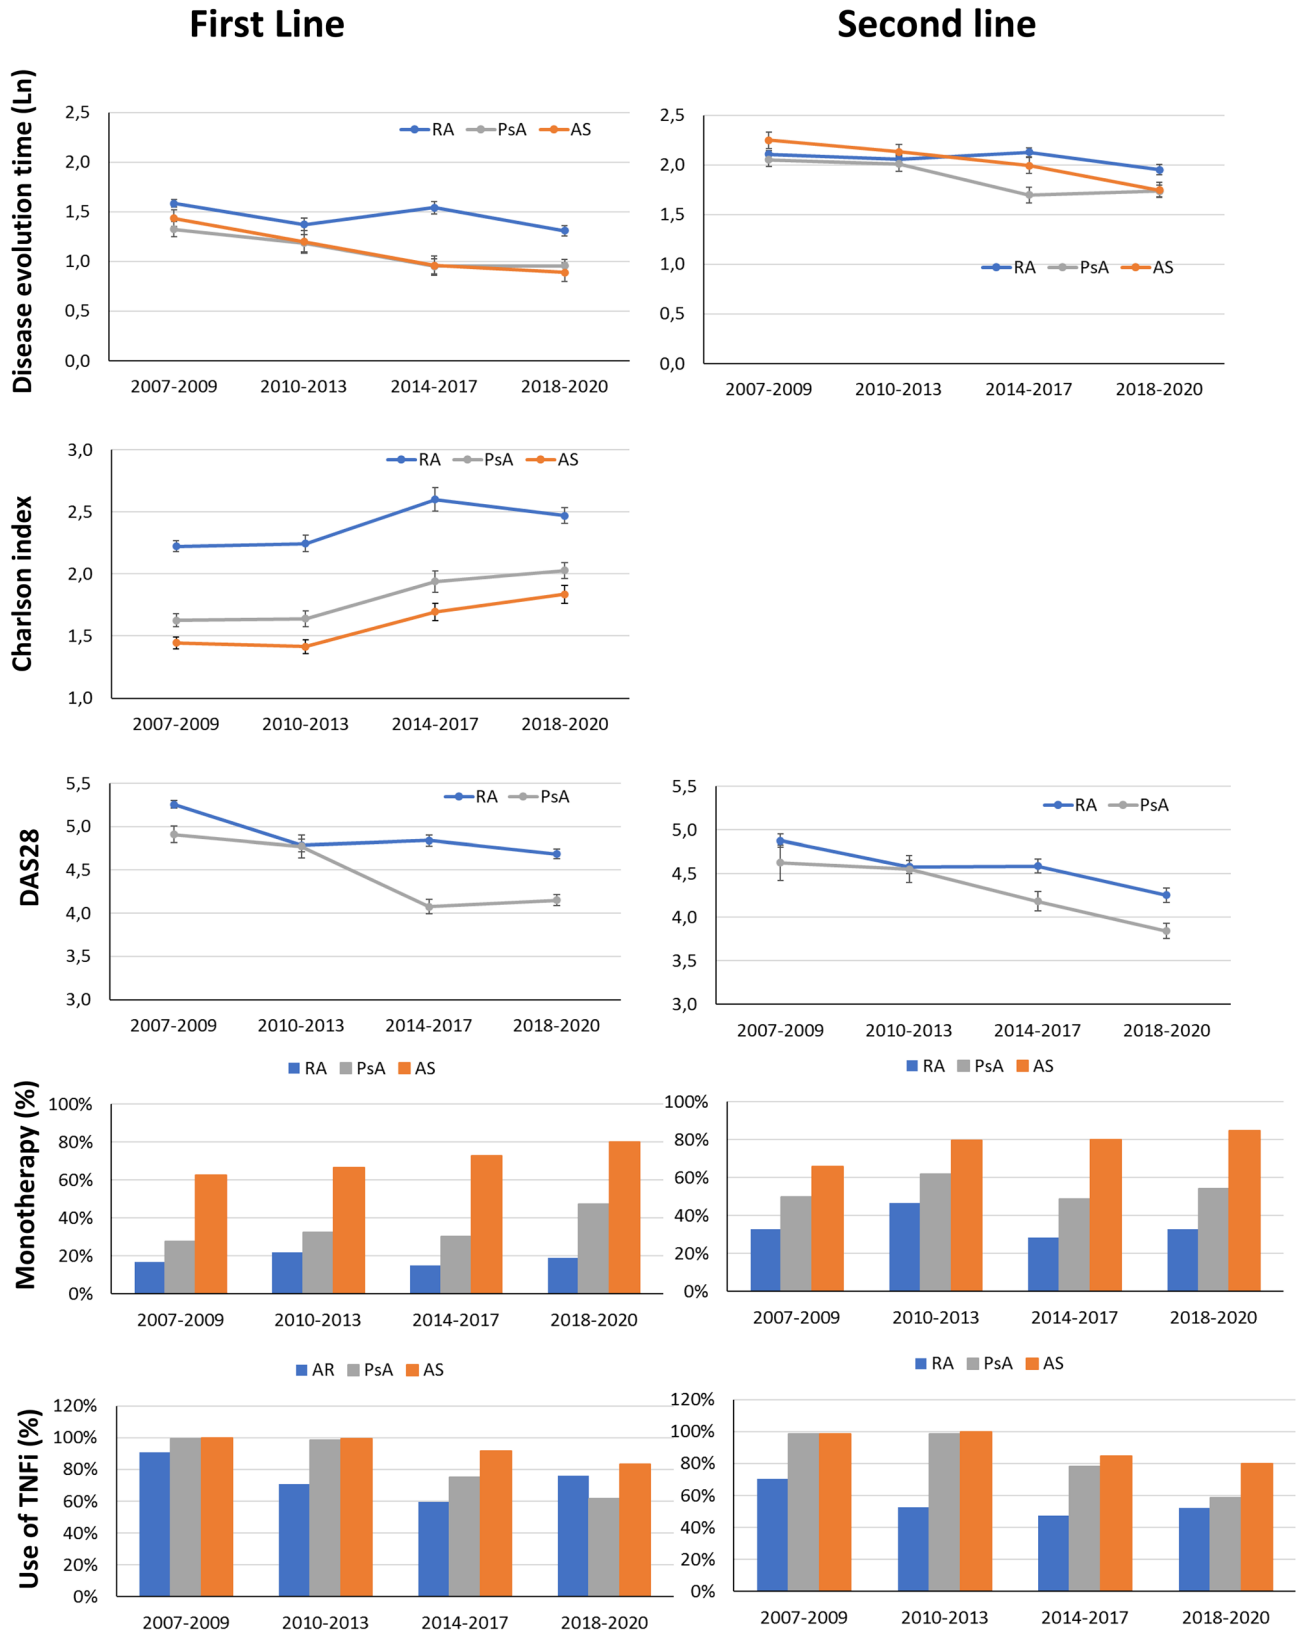 First Line
Second line
Disease evolution time (Ln)
2,5
2,0
1,5
1,0
0,5
0,0
RA PsA AS
2007-2009 2010-2013 2014-2017 2018-2020
2,5
2,0
1,5
1,0
0,5
0,0
RA PsA AS
2007-2009 2010-2013 2014-2017 2018-2020
Charlson index
3,0
2,5
2,0
1,5
1,0
RA PsA AS
2007-2009 2010-2013 2014-2017 2018-2020
DAS28
5,5
5,0
4,5
4,0
3,5
3,0
RA PsA
2007-2009 2010-2013 2014-2017 2018-2020
5,5
5,0
4,5
4,0
3,5
3,0
RA PsA
2007-2009 2010-2013 2014-2017 2018-2020
Monotherapy (%)
RA PsA AS
100%
80%
60%
40%
20%
0%
2007-2009 2010-2013 2014-2017 2018-2020
RA PsA AS
100%
80%
60%
40%
20%
0%
2007-2009 2010-2013 2014-2017 2018-2020
Use of TNFi (%)
AR PsA AS
120%
100%
80%
60%
40%
20%
0%
2007-2009 2010-2013 2014-2017 2018-2020
RA PsA AS
120%
100%
80%
60%
40%
20%
0%
2007-2009 2010-2013 2014-2017 2018-2020